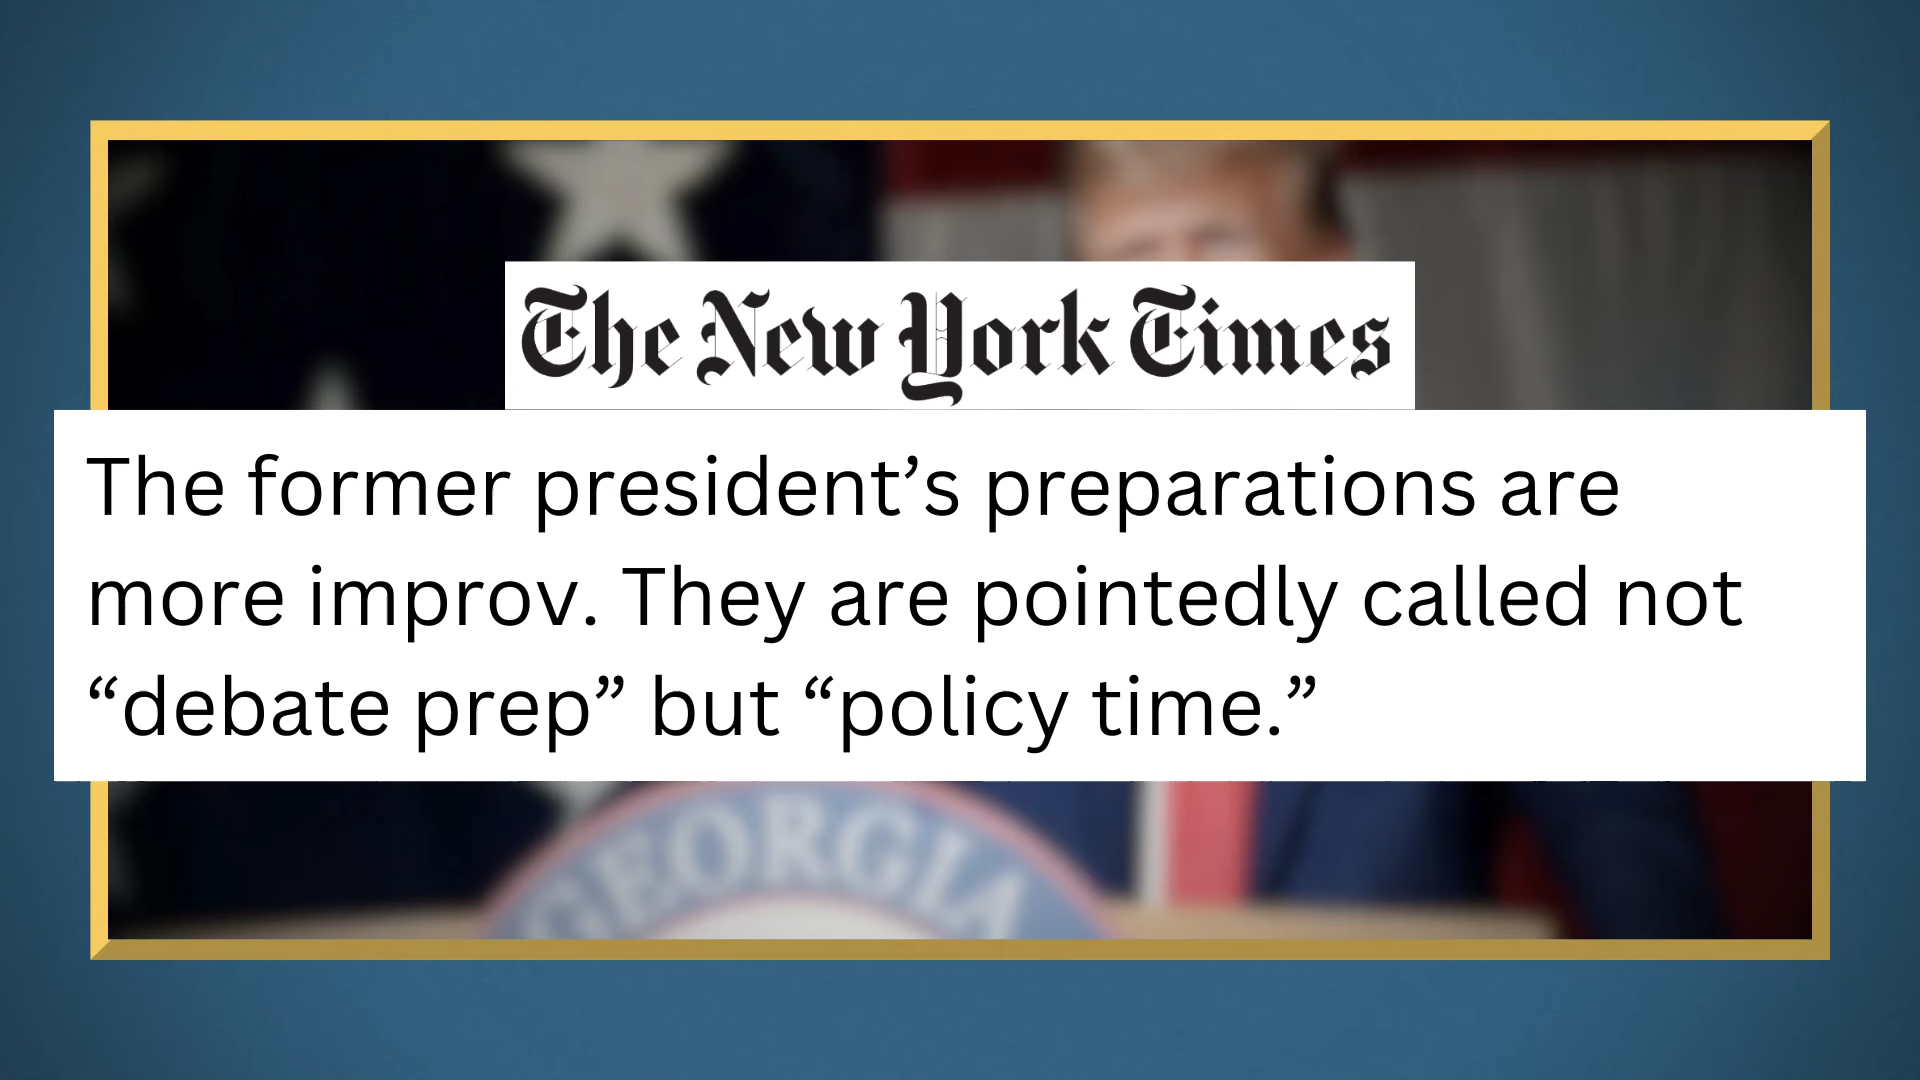 The New York Times
The former president’s preparations are
more improv. They are pointedly called not
“debate prep” but “policy time.”
GEORGIA